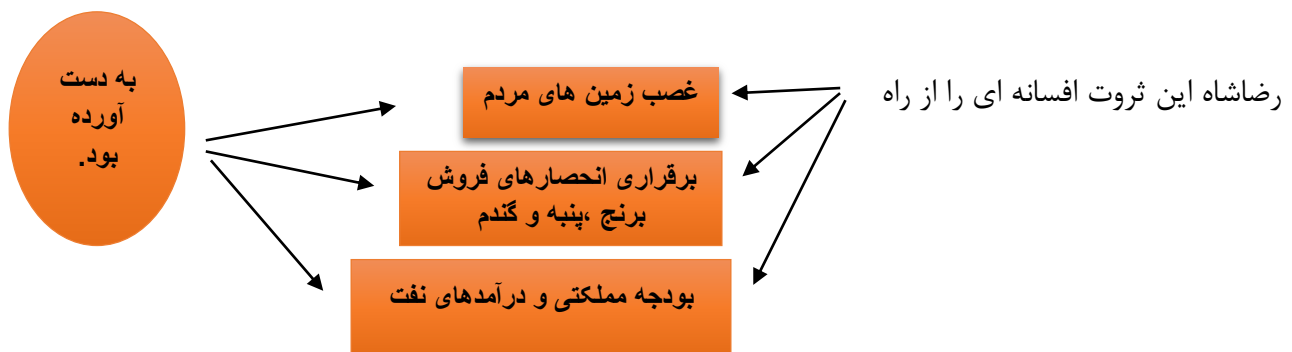 رضاشاه این ثروت افسانه ای را از راه
غصب زمین های مردم
برقراری انحصارهای فروش
برنج ،پنبه و گندم
بودجه مملکتی و درآمدهای نفت
به دست
آورده
بود.